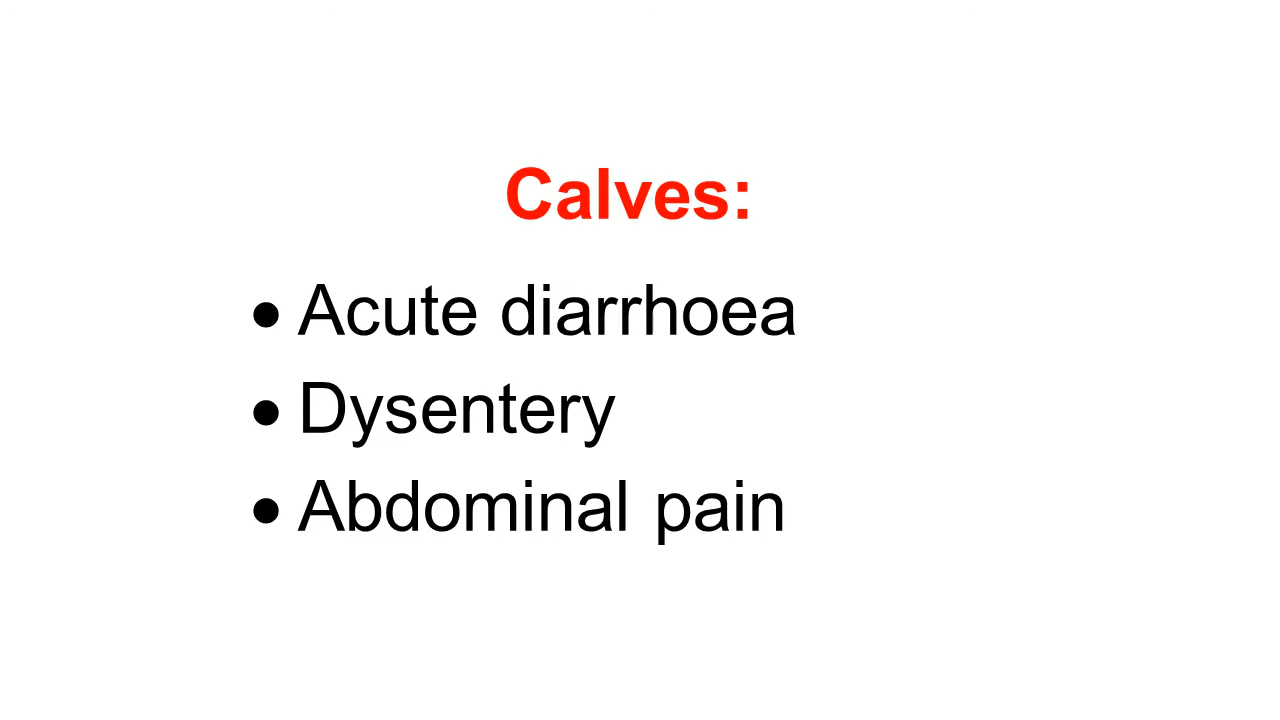 Calves:
• Acute diarrhoea
• Dysentery
• Abdominal pain